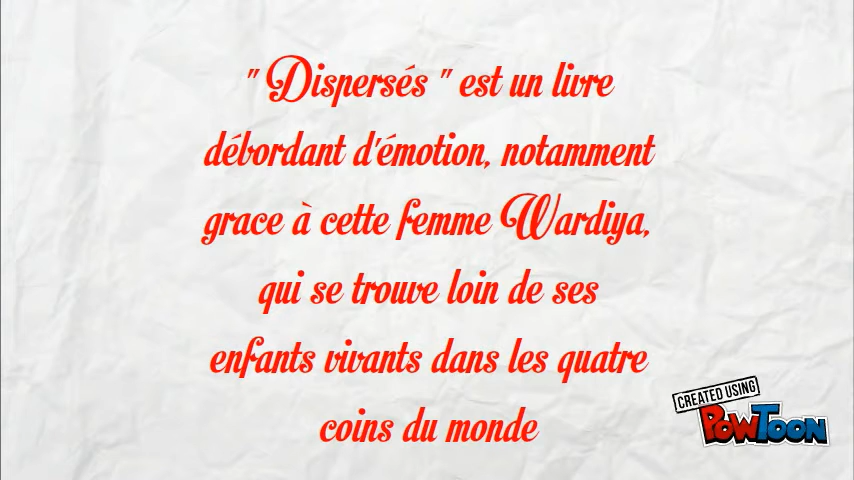 " Dispersés " est un livre
débordant d'émotion, notamment
grace à cette femme Wardiya,
qui se trouve loin de ses
enfants vivants dans les quatre
coins du monde
CREATED USING
POWTOON